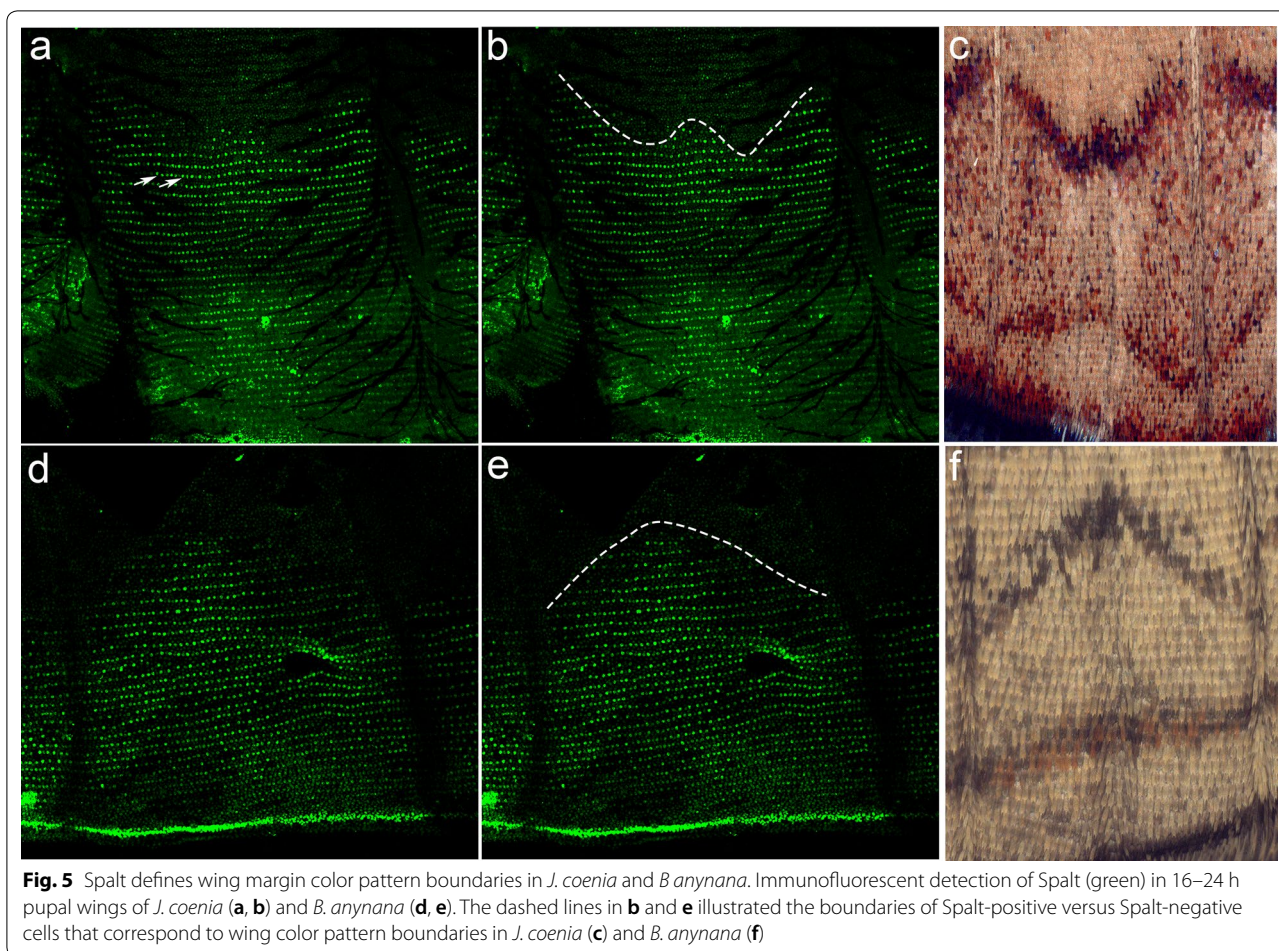 a
b
c
d
e
f
Fig. 5 Spalt defines wing margin color pattern boundaries in J. coenia and B anynana. Immunofluorescent detection of Spalt (green) in 16–24 h
pupal wings of J. coenia (a, b) and B. anynana (d, e). The dashed lines in b and e illustrated the boundaries of Spalt-positive versus Spalt-negative
cells that correspond to wing color pattern boundaries in J. coenia (c) and B. anynana (f)